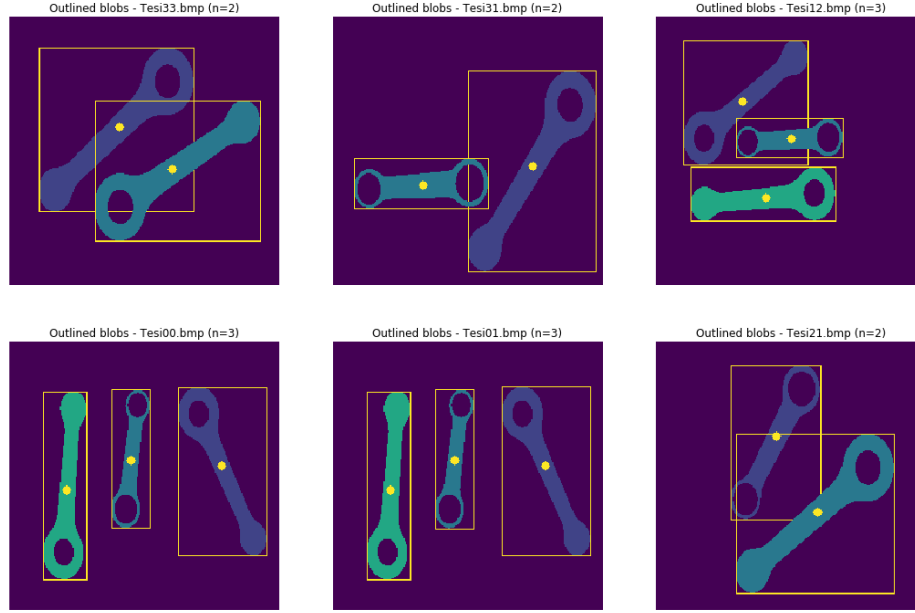 Outlined blobs - Tesi33.bmp (n=2)
Outlined blobs - Tesi31.bmp (n=2)
Outlined blobs - Tesi12.bmp (n=3)
Outlined blobs - Tesi00.bmp (n=3)
Outlined blobs - Tesi01.bmp (n=3)
Outlined blobs - Tesi21.bmp (n=2)